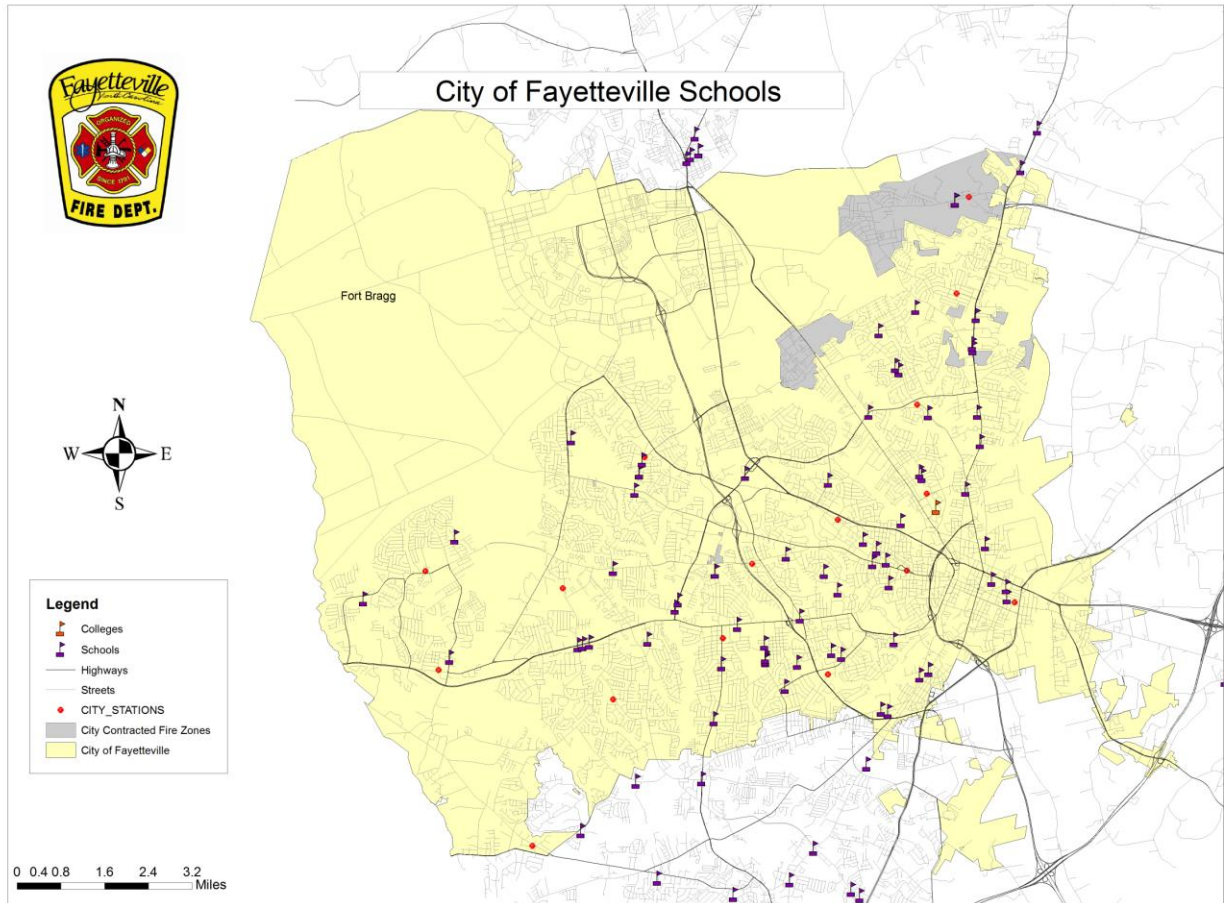 City of Fayetteville Schools
Fayetteville
North Carolina
ORGANIZED
SINCE 1791
FIRE DEPT.
Fort Bragg
N
W
E
S
Legend
Colleges
Schools
Highways
Streets
CITY_STATIONS
City Contracted Fire Zones
City of Fayetteville
0 0.4 0.8 1.6 2.4 3.2
Miles